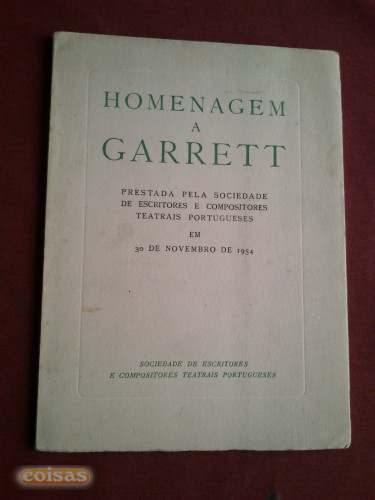 HOMENAGEM
A
GARRETT
PRESTADA PELA SOCIEDADE
DE ESCRITORES E COMPOSITORES
TEATRAIS PORTUGUESES
EM
30 DE NOVEMBRO DE 1954
SOCIEDADE DE ESCRITORES
E COMPOSITORES TEATRAIS PORTUGUESES
coisas